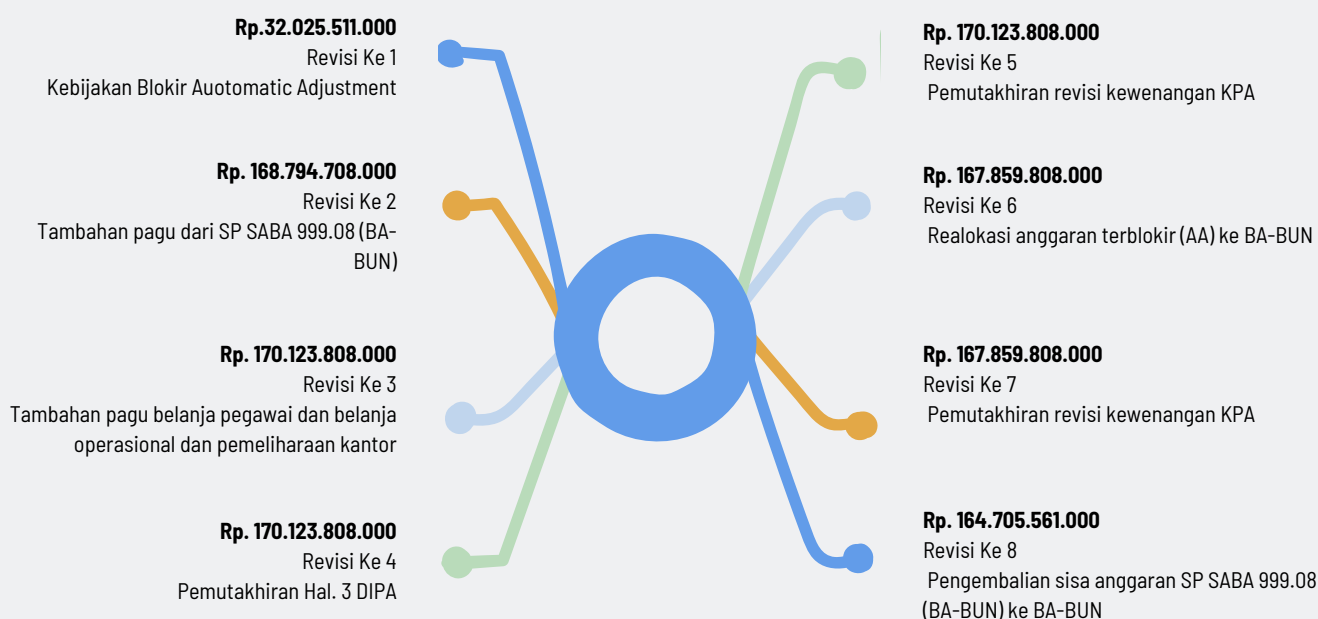 Rp.32.025.511.000
Revisi Ke 1
Kebijakan Blokir Auotomatic Adjustment
Rp. 168.794.708.000
Revisi Ke 2
Tambahan pagu dari SP SABA 999.08 (BA-
BUN)
Rp. 170.123.808.000
Revisi Ke 3
Tambahan pagu belanja pegawai dan belanja
operasional dan pemeliharaan kantor
Rp. 170.123.808.000
Revisi Ke 4
Pemutakhiran Hal. 3 DIPA
Rp. 170.123.808.000
Revisi Ke 5
Pemutakhiran revisi kewenangan KPA
Rp. 167.859.808.000
Revisi Ke 6
Realokasi anggaran terblokir (AA) ke BA-BUN
Rp. 167.859.808.000
Revisi Ke 7
Pemutakhiran revisi kewenangan KPA
Rp. 164.705.561.000
Revisi Ke 8
Pengembalian sisa anggaran SP SABA 999.08
(BA-BUN) ke BA-BUN